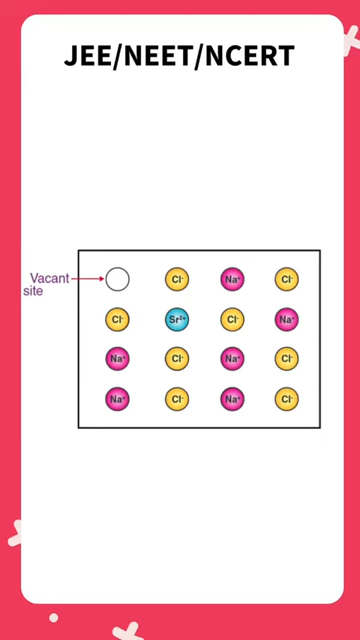 JEE/NEET/NCERT
Vacant
site
Cl⁻ Na⁺ Cl⁻
Cl⁻ Sr²⁺ Cl⁻ Na⁺
Na⁺ Cl⁻ Na⁺ Cl⁻
Na⁺ Cl⁻ Na⁺ Cl⁻